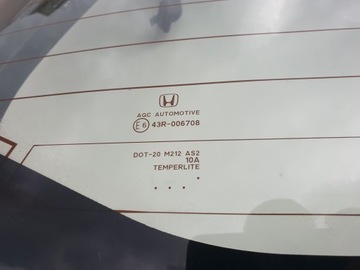 AGC AUTOMOTIVE
E6 43R-006708
DOT-20 M212 AS2
10A
TEMPERLITE